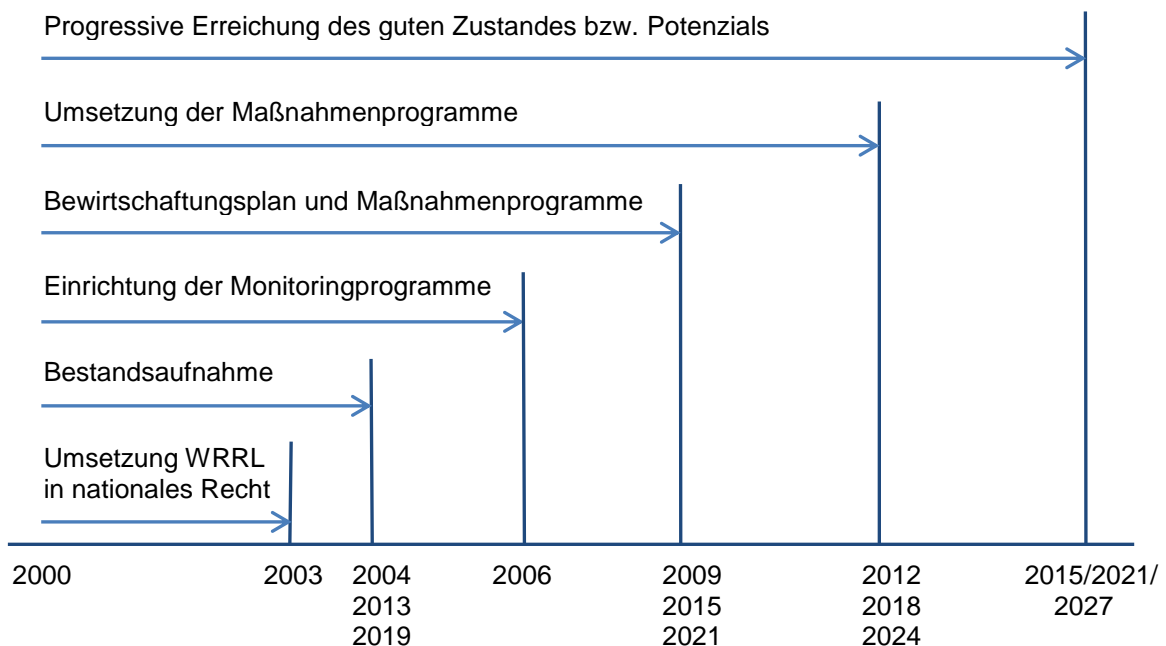 Progressive Erreichung des guten Zustandes bzw. Potenzials
Umsetzung der Maßnahmenprogramme
Bewirtschaftungsplan und Maßnahmenprogramme
Einrichtung der Monitoringprogramme
Bestandsaufnahme
Umsetzung WRRL
in nationales Recht
2000 2003 2004 2006 2009 2012 2015/2021/
2013 2015 2018 2027
2019 2021 2024